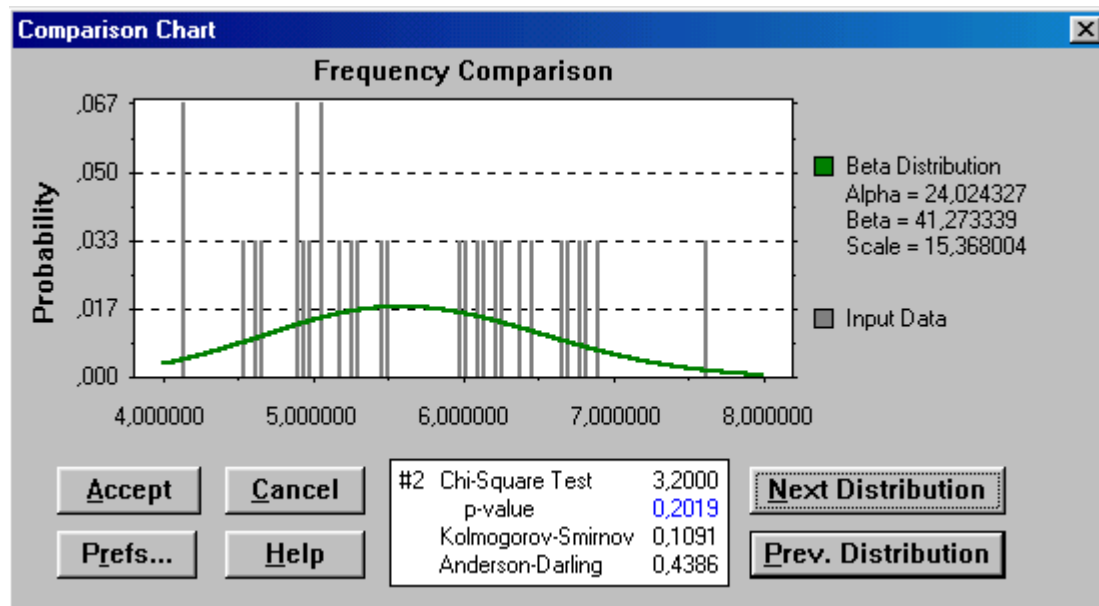 Comparison Chart
Frequency Comparison
Probability
,067
,050
,033
,017
,000
4,000000 5,000000 6,000000 7,000000 8,000000
Beta Distribution
Alpha = 24,024327
Beta = 41,273339
Scale = 15,368004
Input Data
Accept Cancel
Prefs... Help
#2 Chi-Square Test 3,2000
p-value 0,2019
Kolmogorov-Smirnov 0,1091
Anderson-Darling 0,4386
Next Distribution
Prev. Distribution